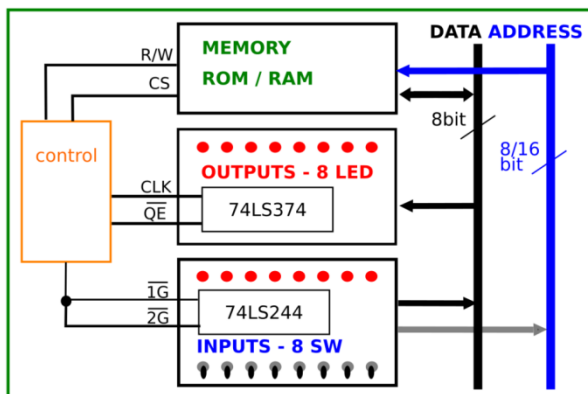 DATA ADDRESS
R/W
MEMORY
ROM / RAM
CS
8bit
control
8/16
bit
OUTPUTS - 8 LED
CLK
QE
74LS374
1G
2G
74LS244
INPUTS - 8 SW